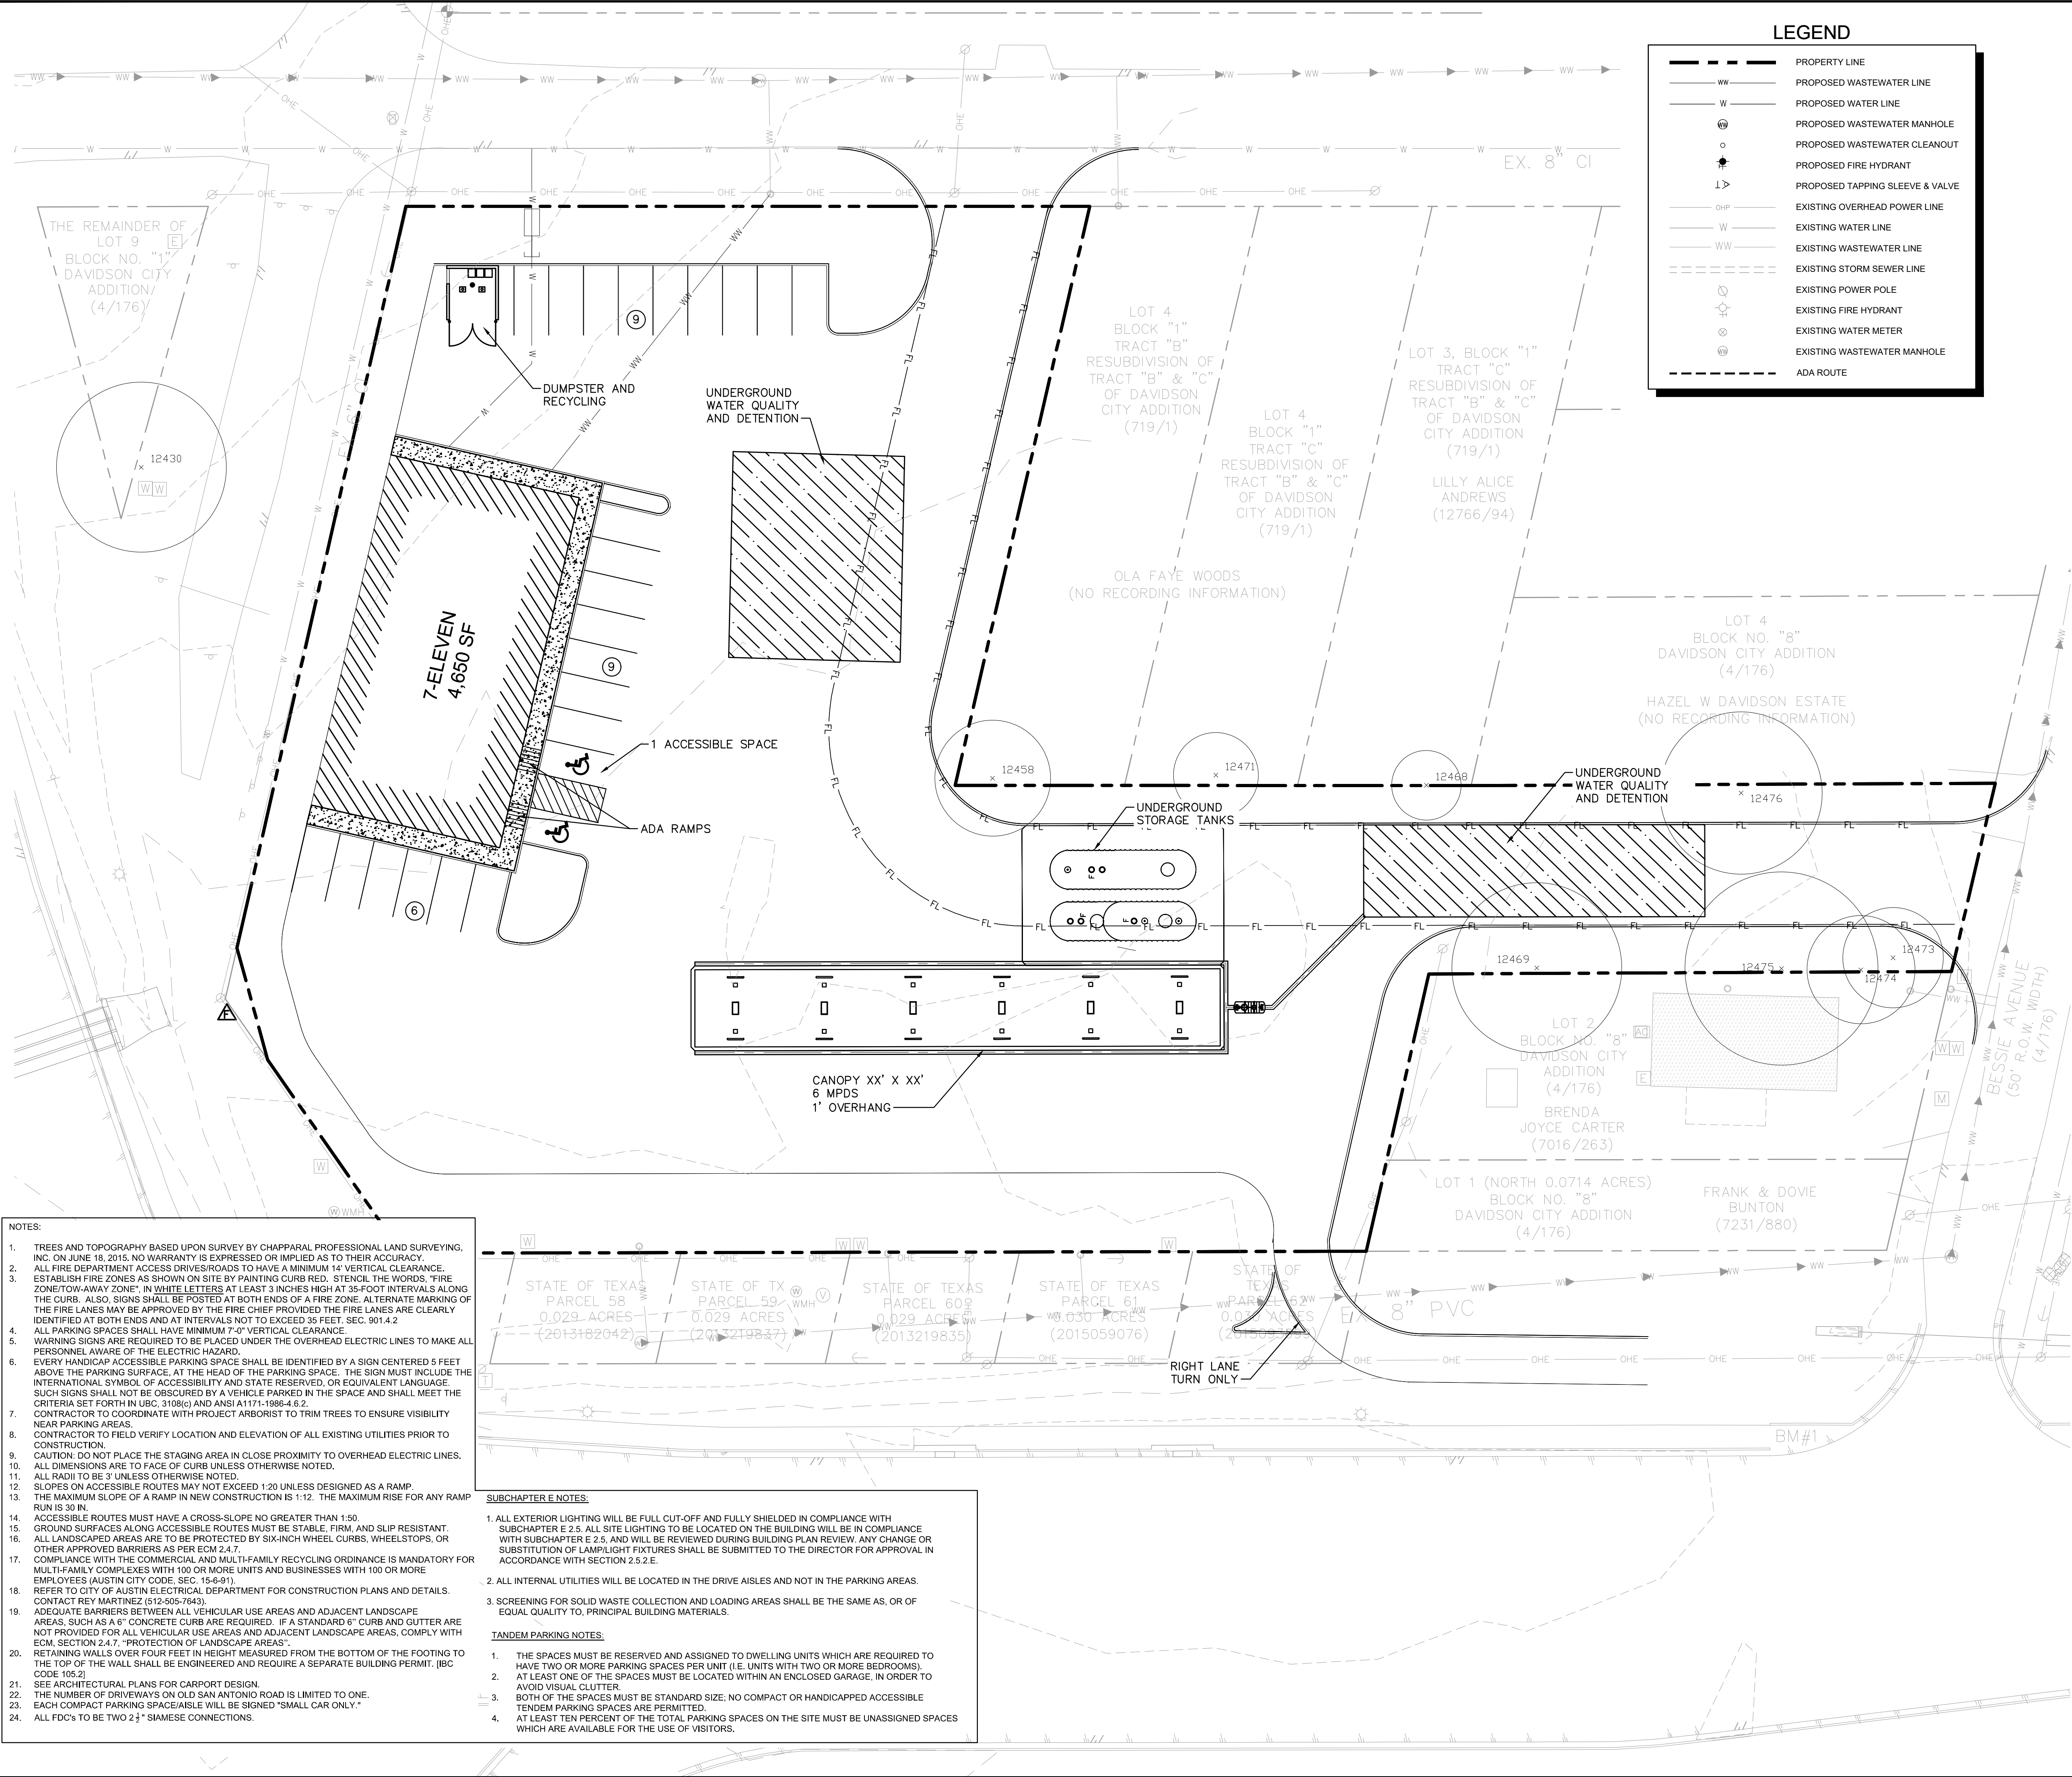 LEGEND
PROPERTY LINE
WW
PROPOSED WASTEWATER LINE
W
PROPOSED WATER LINE
WW
PROPOSED WASTEWATER MANHOLE
PROPOSED WASTEWATER CLEANOUT
PROPOSED FIRE HYDRANT
PROPOSED TAPPING SLEEVE & VALVE
OHP
EXISTING OVERHEAD POWER LINE
W
EXISTING WATER LINE
WW
EXISTING WASTEWATER LINE
EXISTING STORM SEWER LINE
EXISTING POWER POLE
EXISTING FIRE HYDRANT
EXISTING WATER METER
WW
EXISTING WASTEWATER MANHOLE
ADA ROUTE
EX. 8" CI
THE REMAINDER OF
LOT 9
BLOCK NO. "1"
DAVIDSON CITY
ADDITION
(4/176)
E
12430
W W
DUMPSTER AND
RECYCLING
9
UNDERGROUND
WATER QUALITY
AND DETENTION
LOT 4
BLOCK "1"
TRACT "B"
RESUBDIVISION OF
TRACT "B" & "C"
OF DAVIDSON
CITY ADDITION
(719/1)
LOT 4
BLOCK "1"
TRACT "C"
RESUBDIVISION OF
TRACT "B" & "C"
OF DAVIDSON
CITY ADDITION
(719/1)
LOT 3, BLOCK "1"
TRACT "C"
RESUBDIVISION OF
TRACT "B" & "C"
OF DAVIDSON
CITY ADDITION
(719/1)
LILLY ALICE
ANDREWS
(12766/94)
OLA FAYE WOODS
(NO RECORDING INFORMATION)
LOT 4
BLOCK NO. "8"
DAVIDSON CITY ADDITION
(4/176)
HAZEL W DAVIDSON ESTATE
(NO RECORDING INFORMATION)
7-ELEVEN
4,650 SF
9
1 ACCESSIBLE SPACE
ADA RAMPS
6
12458
12471
12468
12476
UNDERGROUND
STORAGE TANKS
UNDERGROUND
WATER QUALITY
AND DETENTION
12469
12475
12474
12473
CANOPY XX' X XX'
6 MPDS
1' OVERHANG
LOT 2
BLOCK NO. "8"
DAVIDSON CITY
ADDITION
(4/176)
BRENDA
JOYCE CARTER
(7016/263)
AC
E
W W
M
BESSIE AVENUE
(50' R.O.W. WIDTH)
(4/176)
LOT 1 (NORTH 0.0714 ACRES)
BLOCK NO. "8"
DAVIDSON CITY ADDITION
(4/176)
FRANK & DOVIE
BUNTON
(7231/880)
F
W
WMH
STATE OF TEXAS
PARCEL 58
0.029 ACRES
(2013182042)
STATE OF TX
PARCEL 59
0.029 ACRES
(2013219837)
WMH
STATE OF TEXAS
PARCEL 60
0.029 ACRES
(2013219835)
STATE OF TEXAS
PARCEL 61
0.030 ACRES
(2015059076)
STATE OF
TEXAS
PARCEL 62
0.030 ACRES
8" PVC
RIGHT LANE
TURN ONLY
BM#1
NOTES:
1. TREES AND TOPOGRAPHY BASED UPON SURVEY BY CHAPPARAL PROFESSIONAL LAND SURVEYING,
INC. ON JUNE 18, 2015. NO WARRANTY IS EXPRESSED OR IMPLIED AS TO THEIR ACCURACY.
2. ALL FIRE DEPARTMENT ACCESS DRIVES/ROADS TO HAVE A MINIMUM 14' VERTICAL CLEARANCE.
3. ESTABLISH FIRE ZONES AS SHOWN ON SITE BY PAINTING CURB RED. STENCIL THE WORDS, "FIRE
ZONE/TOW-AWAY ZONE", IN WHITE LETTERS AT LEAST 3 INCHES HIGH AT 35-FOOT INTERVALS ALONG
THE CURB. ALSO, SIGNS SHALL BE POSTED AT BOTH ENDS OF A FIRE ZONE. ALTERNATE MARKING OF
THE FIRE LANES MAY BE APPROVED BY THE FIRE CHIEF PROVIDED THE FIRE LANES ARE CLEARLY
IDENTIFIED AT BOTH ENDS AND AT INTERVALS NOT TO EXCEED 35 FEET. SEC. 901.4.2
4. ALL PARKING SPACES SHALL HAVE MINIMUM 7'-0" VERTICAL CLEARANCE.
5. WARNING SIGNS ARE REQUIRED TO BE PLACED UNDER THE OVERHEAD ELECTRIC LINES TO MAKE ALL
PERSONNEL AWARE OF THE ELECTRIC HAZARD.
6. EVERY HANDICAP ACCESSIBLE PARKING SPACE SHALL BE IDENTIFIED BY A SIGN CENTERED 5 FEET
ABOVE THE PARKING SURFACE, AT THE HEAD OF THE PARKING SPACE. THE SIGN MUST INCLUDE THE
INTERNATIONAL SYMBOL OF ACCESSIBILITY AND STATE RESERVED, OR EQUIVALENT LANGUAGE.
SUCH SIGNS SHALL NOT BE OBSCURED BY A VEHICLE PARKED IN THE SPACE AND SHALL MEET THE
CRITERIA SET FORTH IN UBC, 3108(c) AND ANSI A1171-1986-4.6.2.
7. CONTRACTOR TO COORDINATE WITH PROJECT ARBORIST TO TRIM TREES TO ENSURE VISIBILITY
NEAR PARKING AREAS.
8. CONTRACTOR TO FIELD VERIFY LOCATION AND ELEVATION OF ALL EXISTING UTILITIES PRIOR TO
CONSTRUCTION.
9. CAUTION: DO NOT PLACE THE STAGING AREA IN CLOSE PROXIMITY TO OVERHEAD ELECTRIC LINES.
10. ALL DIMENSIONS ARE TO FACE OF CURB UNLESS OTHERWISE NOTED.
11. ALL RADII TO BE 3' UNLESS OTHERWISE NOTED.
12. SLOPES ON ACCESSIBLE ROUTES MAY NOT EXCEED 1:20 UNLESS DESIGNED AS A RAMP.
13. THE MAXIMUM SLOPE OF A RAMP IN NEW CONSTRUCTION IS 1:12. THE MAXIMUM RISE FOR ANY RAMP
RUN IS 30 IN.
14. ACCESSIBLE ROUTES MUST HAVE A CROSS-SLOPE NO GREATER THAN 1:50.
15. GROUND SURFACES ALONG ACCESSIBLE ROUTES MUST BE STABLE, FIRM, AND SLIP RESISTANT.
16. ALL LANDSCAPED AREAS ARE TO BE PROTECTED BY SIX-INCH WHEEL CURBS, WHEELSTOPS, OR
OTHER APPROVED BARRIERS AS PER ECM 2.4.7.
17. COMPLIANCE WITH THE COMMERCIAL AND MULTI-FAMILY RECYCLING ORDINANCE IS MANDATORY FOR
MULTI-FAMILY COMPLEXES WITH 100 OR MORE UNITS AND BUSINESSES WITH 100 OR MORE
EMPLOYEES (AUSTIN CITY CODE, SEC. 15-6-91).
18. REFER TO CITY OF AUSTIN ELECTRICAL DEPARTMENT FOR CONSTRUCTION PLANS AND DETAILS.
CONTACT REY MARTINEZ (512-505-7643).
19. ADEQUATE BARRIERS BETWEEN ALL VEHICULAR USE AREAS AND ADJACENT LANDSCAPE
AREAS, SUCH AS A 6" CONCRETE CURB ARE REQUIRED. IF A STANDARD 6" CURB AND GUTTER ARE
NOT PROVIDED FOR ALL VEHICULAR USE AREAS AND ADJACENT LANDSCAPE AREAS, COMPLY WITH
ECM, SECTION 2.4.7, "PROTECTION OF LANDSCAPE AREAS".
20. RETAINING WALLS OVER FOUR FEET IN HEIGHT MEASURED FROM THE BOTTOM OF THE FOOTING TO
THE TOP OF THE WALL SHALL BE ENGINEERED AND REQUIRE A SEPARATE BUILDING PERMIT. [IBC
CODE 105.2]
21. SEE ARCHITECTURAL PLANS FOR CARPORT DESIGN.
22. THE NUMBER OF DRIVEWAYS ON OLD SAN ANTONIO ROAD IS LIMITED TO ONE.
23. EACH COMPACT PARKING SPACE/AISLE WILL BE SIGNED "SMALL CAR ONLY."
24. ALL FDC's TO BE TWO 2 1/2" SIAMESE CONNECTIONS.
SUBCHAPTER E NOTES:
1. ALL EXTERIOR LIGHTING WILL BE FULL CUT-OFF AND FULLY SHIELDED IN COMPLIANCE WITH
SUBCHAPTER E 2.5. ALL SITE LIGHTING TO BE LOCATED ON THE BUILDING WILL BE IN COMPLIANCE
WITH SUBCHAPTER E 2.5, AND WILL BE REVIEWED DURING BUILDING PLAN REVIEW. ANY CHANGE OR
SUBSTITUTION OF LAMP/LIGHT FIXTURES SHALL BE SUBMITTED TO THE DIRECTOR FOR APPROVAL IN
ACCORDANCE WITH SECTION 2.5.2.E.
2. ALL INTERNAL UTILITIES WILL BE LOCATED IN THE DRIVE AISLES AND NOT IN THE PARKING AREAS.
3. SCREENING FOR SOLID WASTE COLLECTION AND LOADING AREAS SHALL BE THE SAME AS, OR OF
EQUAL QUALITY TO, PRINCIPAL BUILDING MATERIALS.
TANDEM PARKING NOTES:
1. THE SPACES MUST BE RESERVED AND ASSIGNED TO DWELLING UNITS WHICH ARE REQUIRED TO
HAVE TWO OR MORE PARKING SPACES PER UNIT (I.E. UNITS WITH TWO OR MORE BEDROOMS).
2. AT LEAST ONE OF THE SPACES MUST BE LOCATED WITHIN AN ENCLOSED GARAGE, IN ORDER TO
AVOID VISUAL CLUTTER.
3. BOTH OF THE SPACES MUST BE STANDARD SIZE; NO COMPACT OR HANDICAPPED ACCESSIBLE
TENDEM PARKING SPACES ARE PERMITTED.
4. AT LEAST TEN PERCENT OF THE TOTAL PARKING SPACES ON THE SITE MUST BE UNASSIGNED SPACES
WHICH ARE AVAILABLE FOR THE USE OF VISITORS.